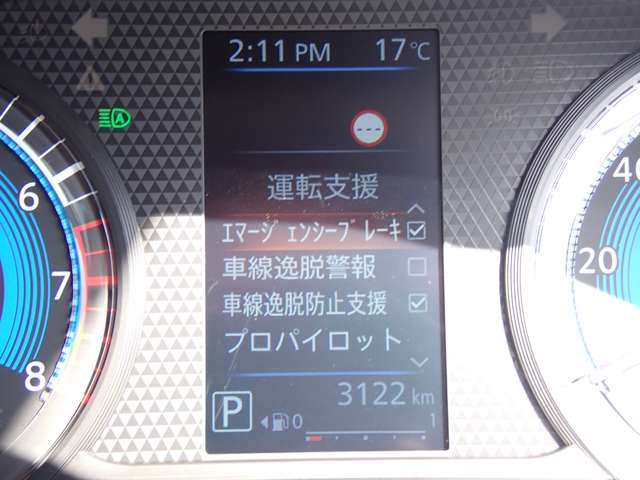 2:11 PM 17℃
A
---
運転支援
エマージェンシーブレーキ
車線逸脱警報
車線逸脱防止支援
プロパイロット
3122 km
P 0 1
6
7
8
40
20